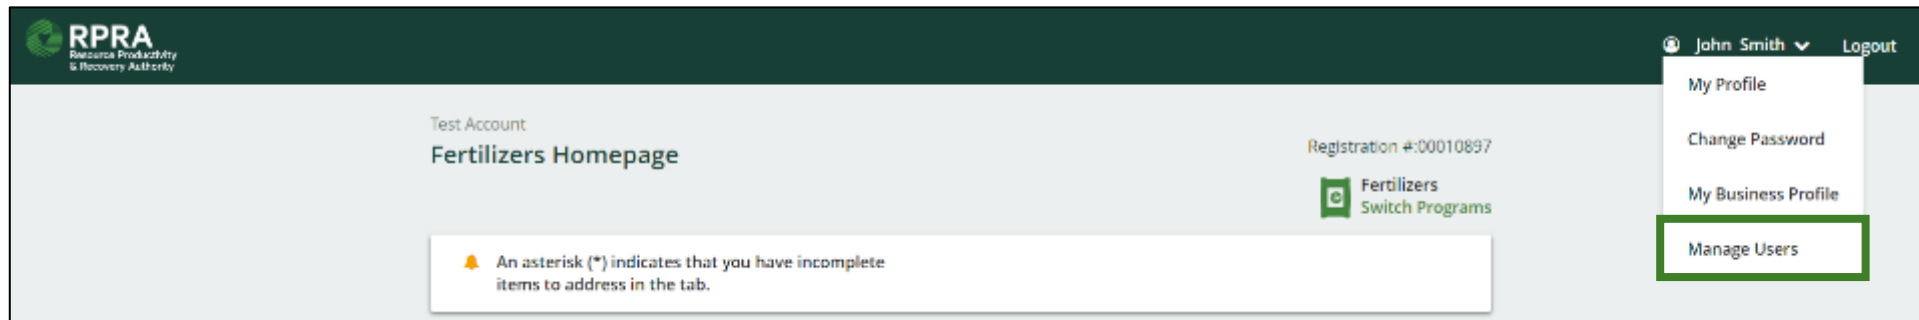 RPRA
Resource Productivity
& Recovery Authority
John Smith
Logout
My Profile
Change Password
My Business Profile
Manage Users
Test Account
Fertilizers Homepage
Registration #:00010897
Fertilizers
Switch Programs
An asterisk (*) indicates that you have incomplete
items to address in the tab.